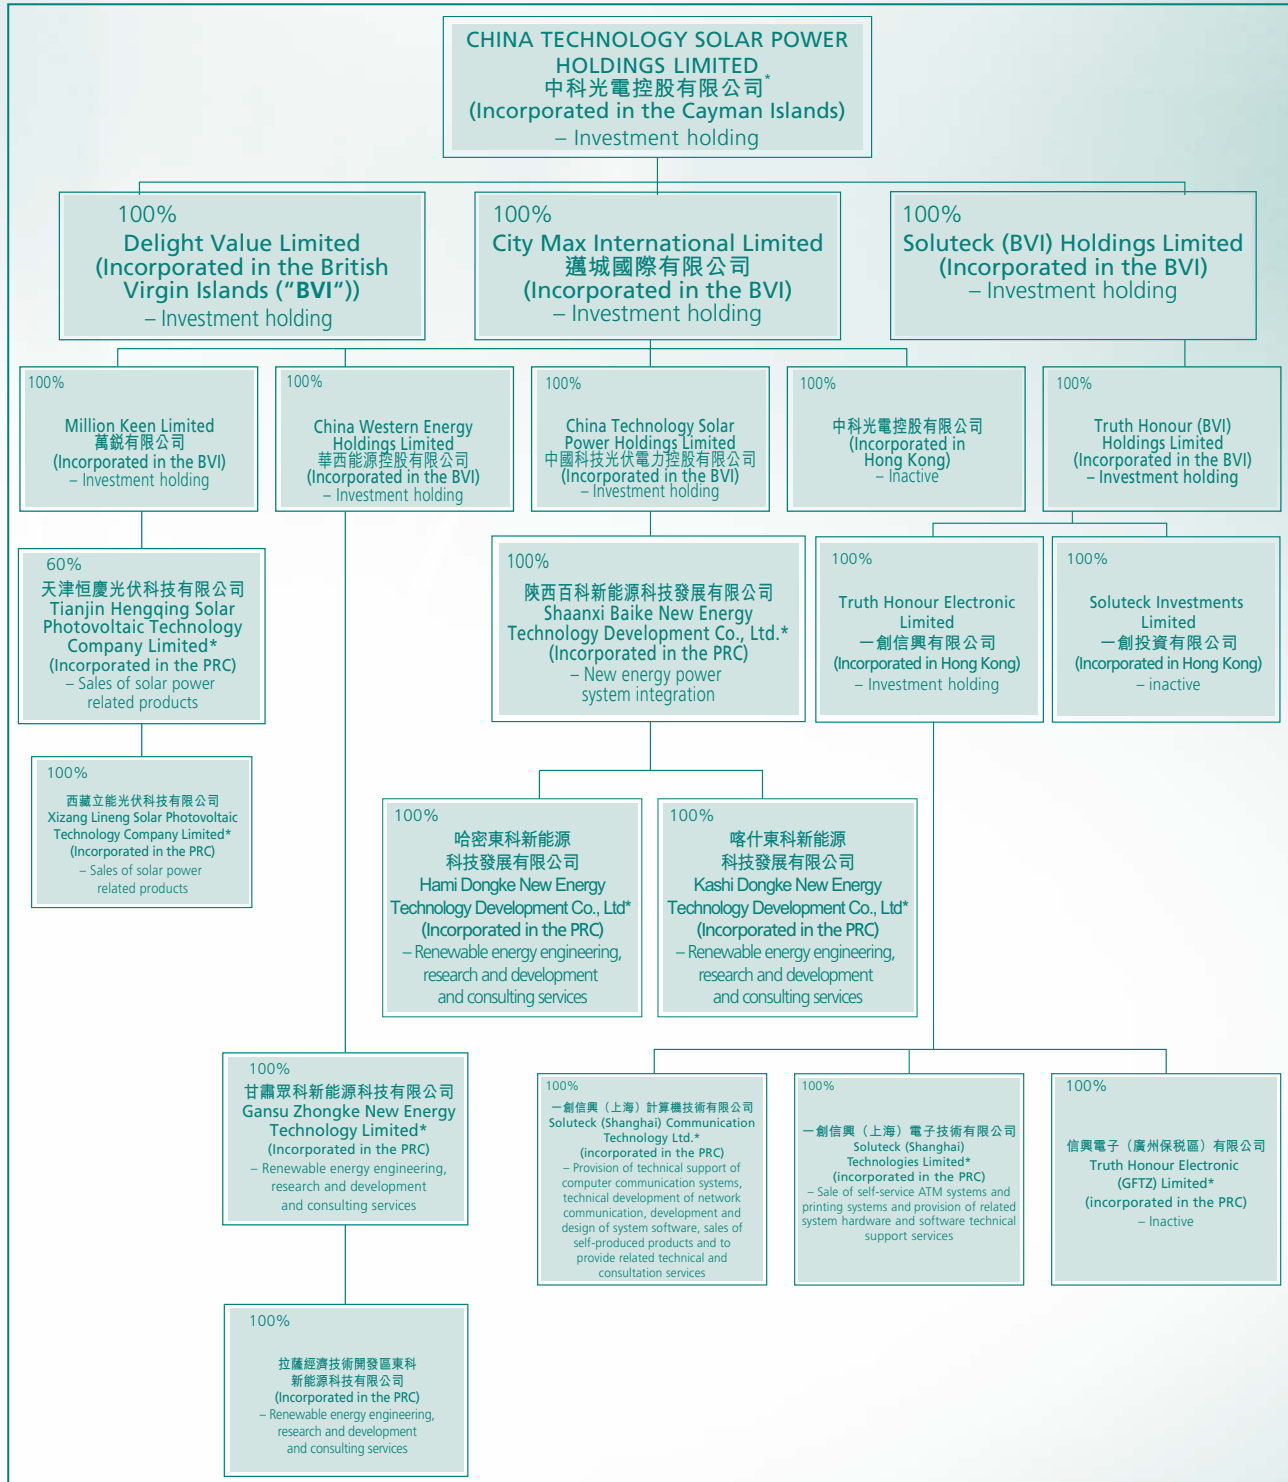 CHINA TECHNOLOGY SOLAR POWER
HOLDINGS LIMITED
中科光電控股有限公司*
(Incorporated in the Cayman Islands)
– Investment holding
100%
Delight Value Limited
(Incorporated in the British
Virgin Islands (“BVI“))
– Investment holding
100%
City Max International Limited
邁城國際有限公司
(Incorporated in the BVI)
– Investment holding
100%
Soluteck (BVI) Holdings Limited
(Incorporated in the BVI)
– Investment holding
100%
Million Keen Limited
萬鋭有限公司
(Incorporated in the BVI)
– Investment holding
100%
China Western Energy
Holdings Limited
華西能源控股有限公司
(Incorporated in the BVI)
– Investment holding
100%
China Technology Solar
Power Holdings Limited
中國科技光伏電力控股有限公司
(Incorporated in the BVI)
– Investment holding
100%
中科光電控股有限公司
(Incorporated in
Hong Kong)
– Inactive
100%
Truth Honour (BVI)
Holdings Limited
(Incorporated in the BVI)
– Investment holding
60%
天津恒慶光伏科技有限公司
Tianjin Hengqing Solar
Photovoltaic Technology
Company Limited*
(Incorporated in the PRC)
– Sales of solar power
related products
100%
陝西百科新能源科技發展有限公司
Shaanxi Baike New Energy
Technology Development Co., Ltd.*
(Incorporated in the PRC)
– New energy power
system integration
100%
Truth Honour Electronic
Limited
一創信興有限公司
(Incorporated in Hong Kong)
– Investment holding
100%
Soluteck Investments
Limited
一創投資有限公司
(Incorporated in Hong Kong)
– inactive
100%
西藏立能光伏科技有限公司
Xizang Lineng Solar Photovoltaic
Technology Company Limited*
(Incorporated in the PRC)
– Sales of solar power
related products
100%
哈密東科新能源
科技發展有限公司
Hami Dongke New Energy
Technology Development Co., Ltd*
(Incorporated in the PRC)
– Renewable energy engineering,
research and development
and consulting services
100%
喀什東科新能源
科技發展有限公司
Kashi Dongke New Energy
Technology Development Co., Ltd*
(Incorporated in the PRC)
– Renewable energy engineering,
research and development
and consulting services
100%
甘肅眾科新能源科技有限公司
Gansu Zhongke New Energy
Technology Limited*
(Incorporated in the PRC)
– Renewable energy engineering,
research and development
and consulting services
100%
一創信興（上海）計算機技術有限公司
Soluteck (Shanghai) Communication
Technology Ltd.*
(incorporated in the PRC)
– Provision of technical support of
computer communication systems,
technical development of network
communication, development and
design of system software, sales of
self-produced products and to
provide related technical and
consultation services
100%
一創信興（上海）電子技術有限公司
Soluteck (Shanghai)
Technologies Limited*
(incorporated in the PRC)
– Sale of self-service ATM systems and
printing systems and provision of related
system hardware and software technical
support services
100%
信興電子（廣州保税區）有限公司
Truth Honour Electronic
(GFTZ) Limited*
(incorporated in the PRC)
– Inactive
100%
拉薩經濟技術開發區東科
新能源科技有限公司
(Incorporated in the PRC)
– Renewable energy engineering,
research and development
and consulting services